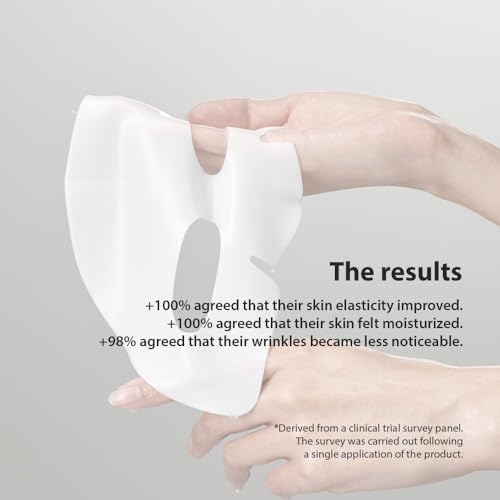 The results
+100% agreed that their skin elasticity improved.
+100% agreed that their skin felt moisturized.
+98% agreed that their wrinkles became less noticeable.
*Derived from a clinical trial survey panel.
The survey was carried out following
a single application of the product.